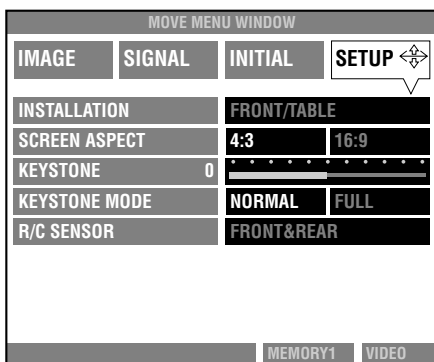 MOVE MENU WINDOW
IMAGE SIGNAL INITIAL SETUP
INSTALLATION FRONT/TABLE
SCREEN ASPECT 4:3 16:9
KEYSTONE 0
KEYSTONE MODE NORMAL FULL
R/C SENSOR FRONT&REAR
MEMORY1 VIDEO